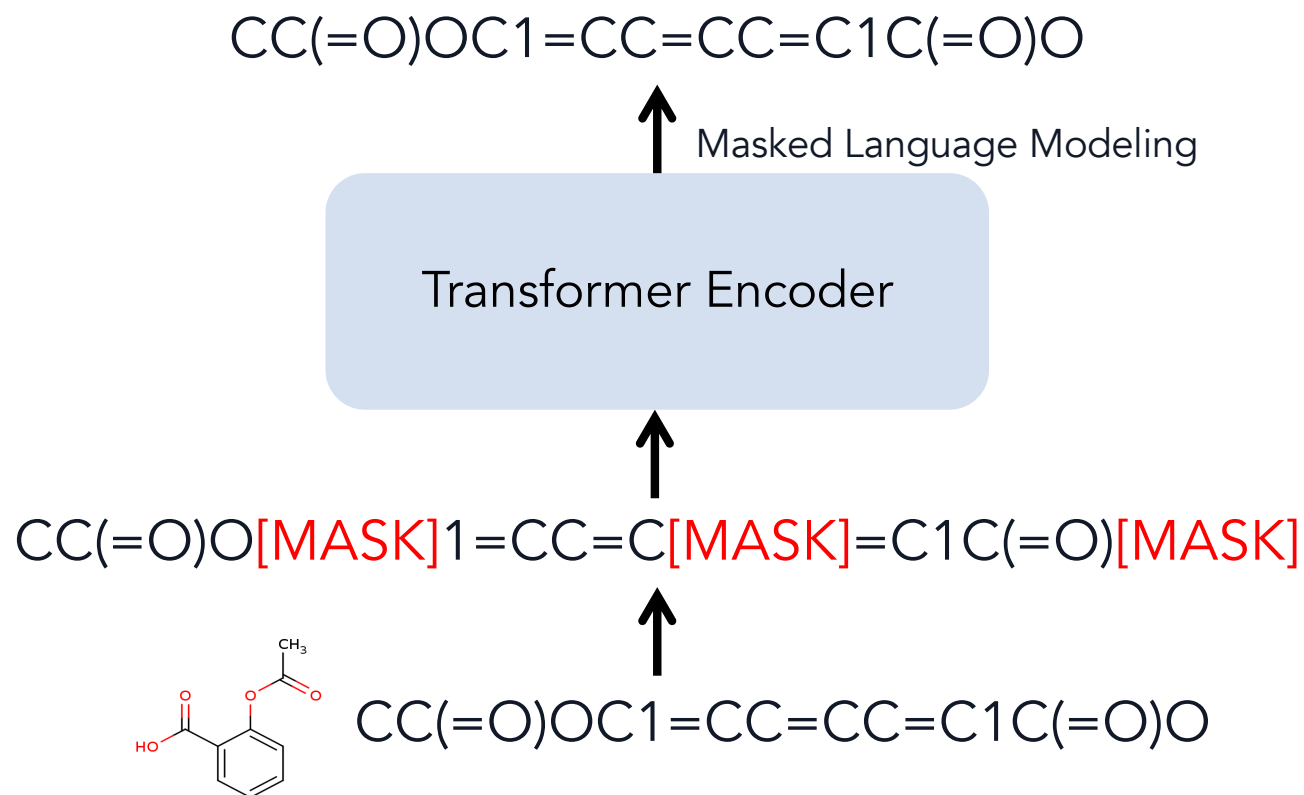 CC(=O)OC1=CC=CC=C1C(=O)O
Masked Language Modeling
Transformer Encoder
CC(=O)O[MASK]1=CC=C[MASK]=C1C(=O)[MASK]
CH3
O
O
O
HO
CC(=O)OC1=CC=CC=C1C(=O)O